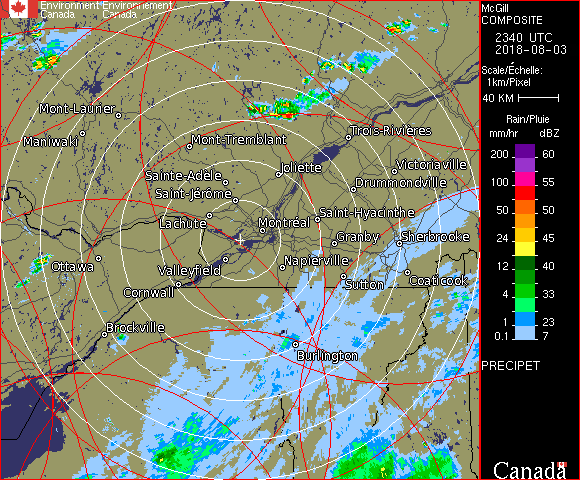 Environment Environnement
Canada Canada
McGill
COMPOSITE
2340 UTC
2018-08-03
Scale/Échelle:
1km/Pixel
40 KM
Rain/Pluie
mm/hr dBZ
200 60
100 55
50 50
24 45
12 40
4 33
1 23
0.1 7
PRECIPET
Canada
Mont-Laurier
Maniwaki
Mont-Tremblant
Trois-Rivières
Sainte-Adèle
Joliette
Victoriaville
Saint-Jérôme
Drummondville
Lachute
Montréal
Saint-Hyacinthe
Granby
Sherbrooke
Ottawa
Valleyfield
Napierville
Cornwall
Sutton
Coaticook
Brockville
Burlington